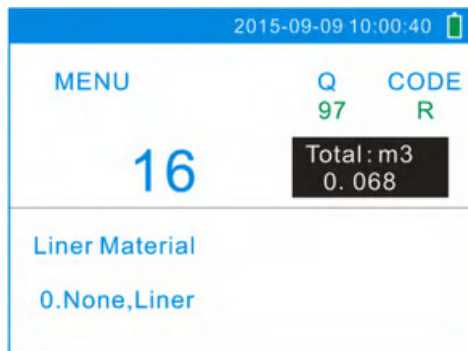 2015-09-09 10:00:40
MENU Q CODE
97 R
16
Total:m3
0. 068
Liner Material
0.None,Liner